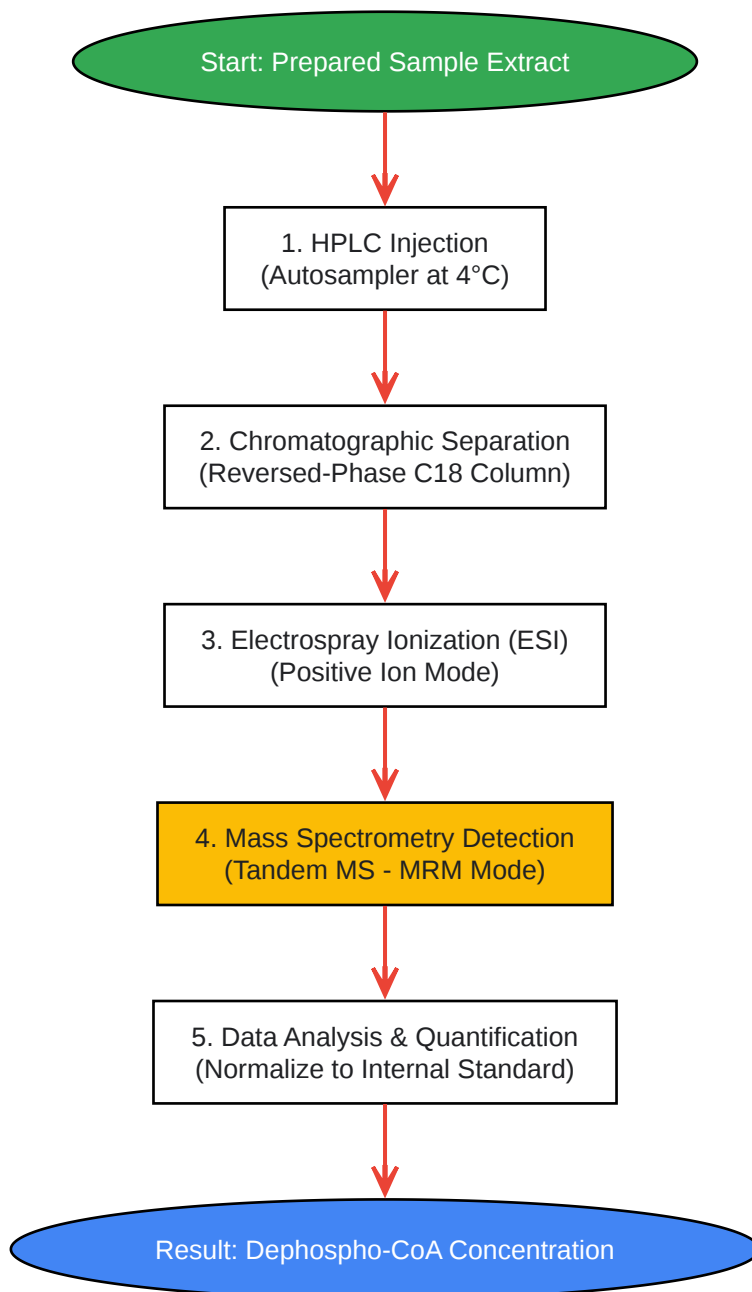 Start: Prepared Sample Extract
1. HPLC Injection
(Autosampler at 4°C)
2. Chromatographic Separation
(Reversed-Phase C18 Column)
3. Electrospray Ionization (ESI)
(Positive Ion Mode)
4. Mass Spectrometry Detection
(Tandem MS - MRM Mode)
5. Data Analysis & Quantification
(Normalize to Internal Standard)
Result: Dephospho-CoA Concentration